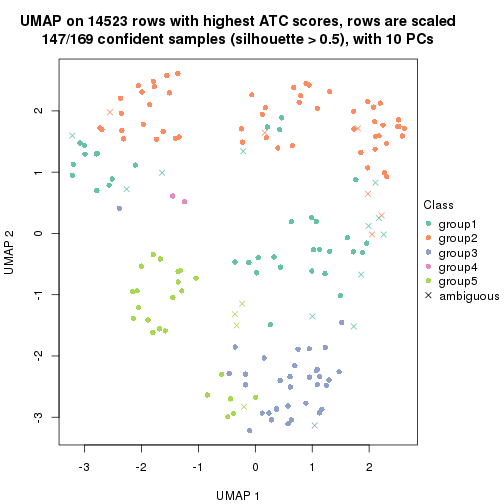 UMAP on 14523 rows with highest ATC scores, rows are scaled
147/169 confident samples (silhouette > 0.5), with 10 PCs
2
1
0
-1
-2
-3
UMAP 2
-3
-2
-1
0
1
2
UMAP 1
Class
group1
group2
group3
group4
group5
ambiguous